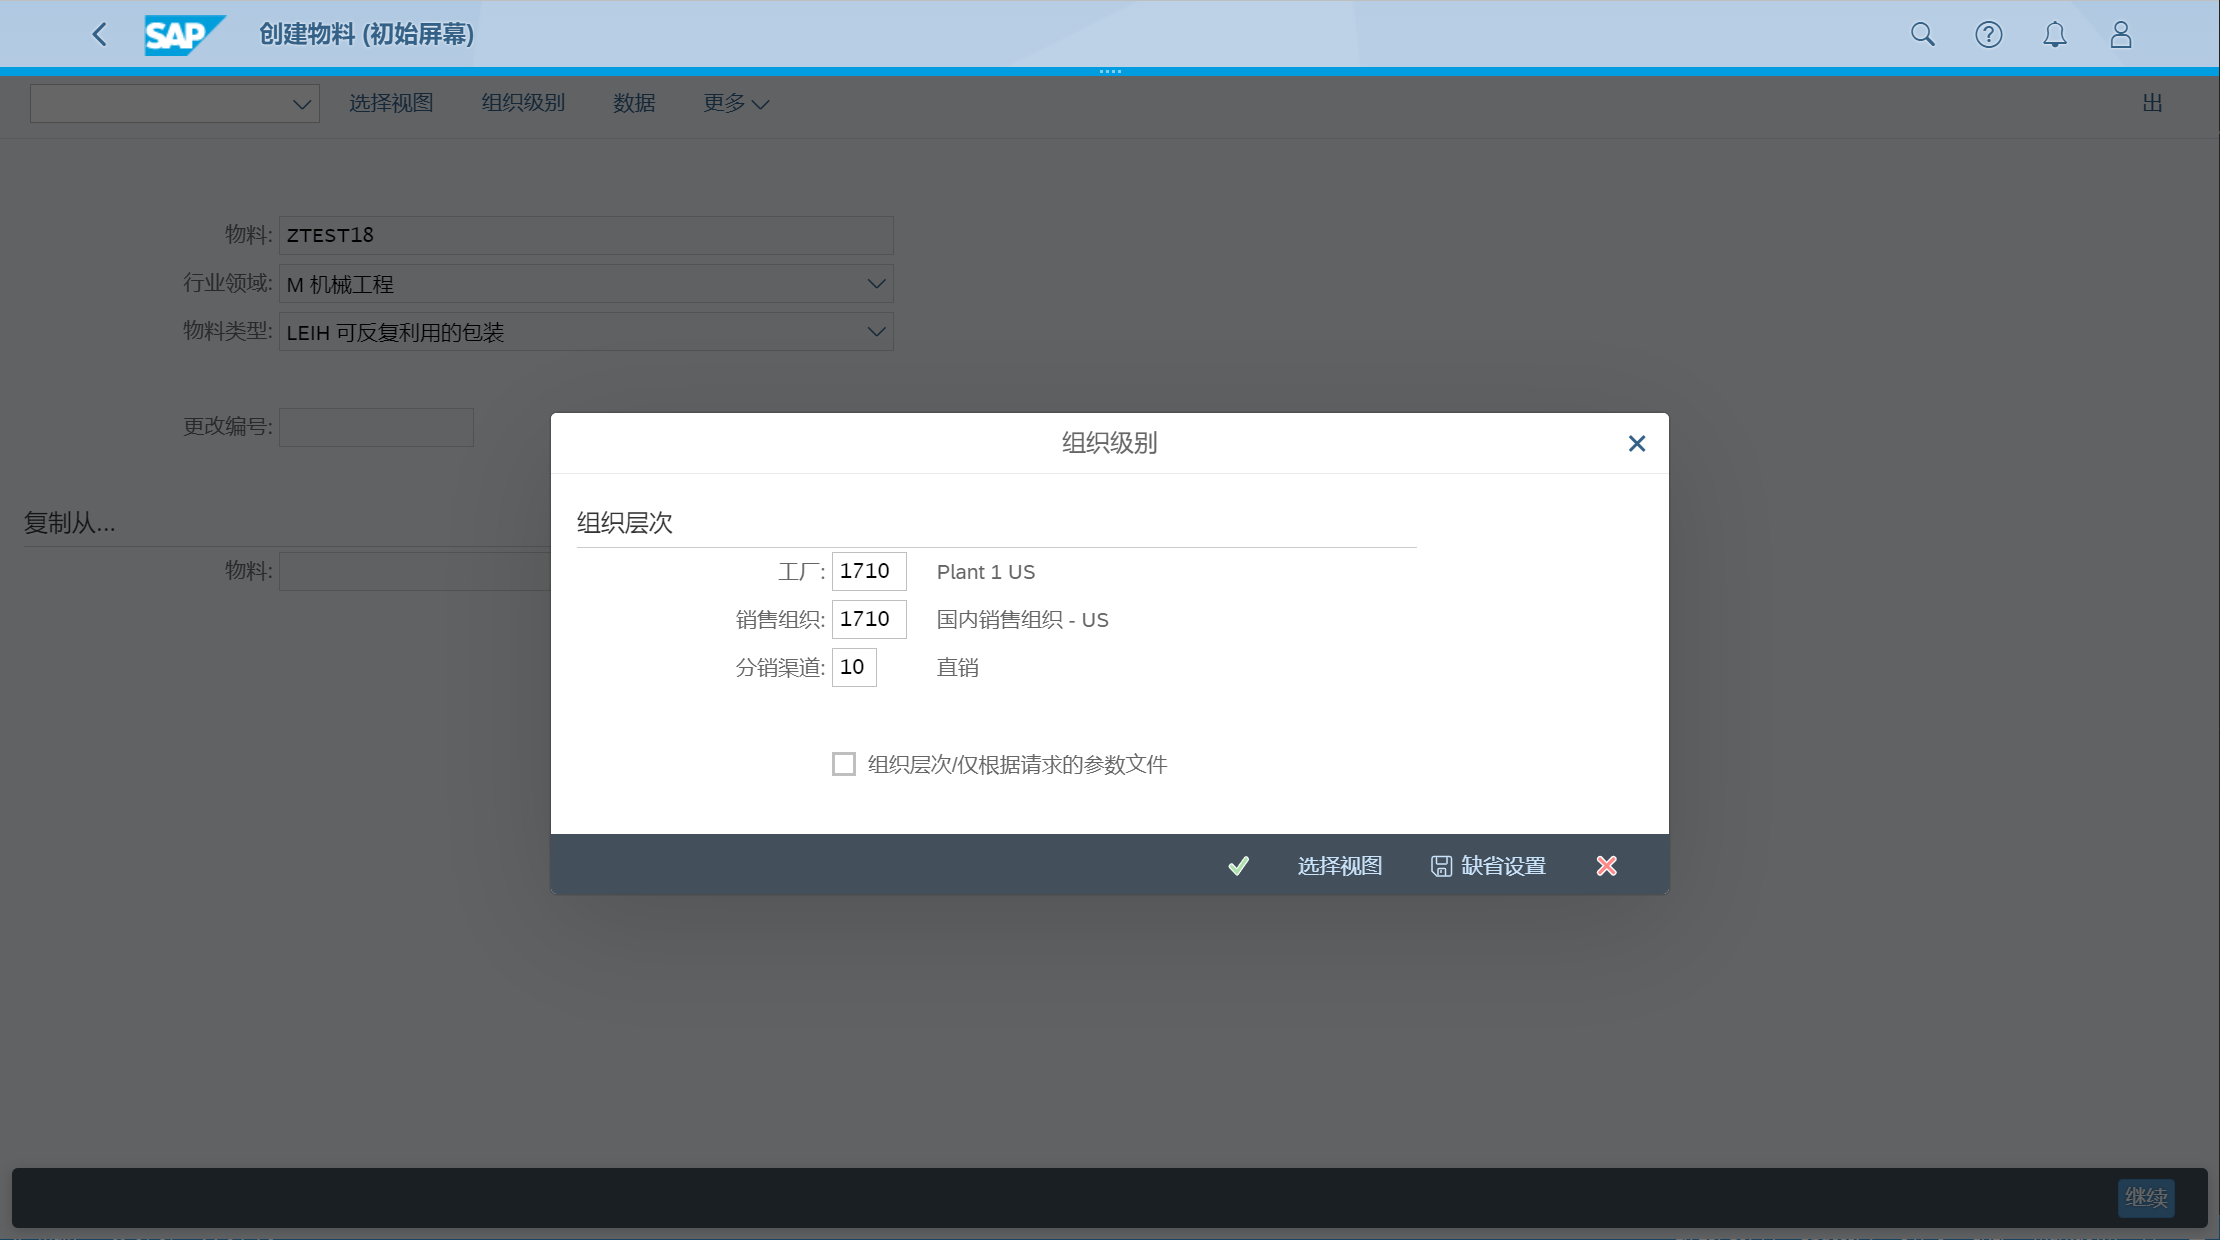 SAP 创建物料 (初始屏幕)
选择视图 组织级别 数据 更多 出
物料: ZTEST18
行业领域: M 机械工程
物料类型: LEIH 可反复利用的包装
更改编号:
组织级别
复制从...
物料:
组织层次
工厂: 1710 Plant 1 US
销售组织: 1710 国内销售组织 - US
分销渠道: 10 直销
组织层次/仅根据请求的参数文件
选择视图 缺省设置
继续